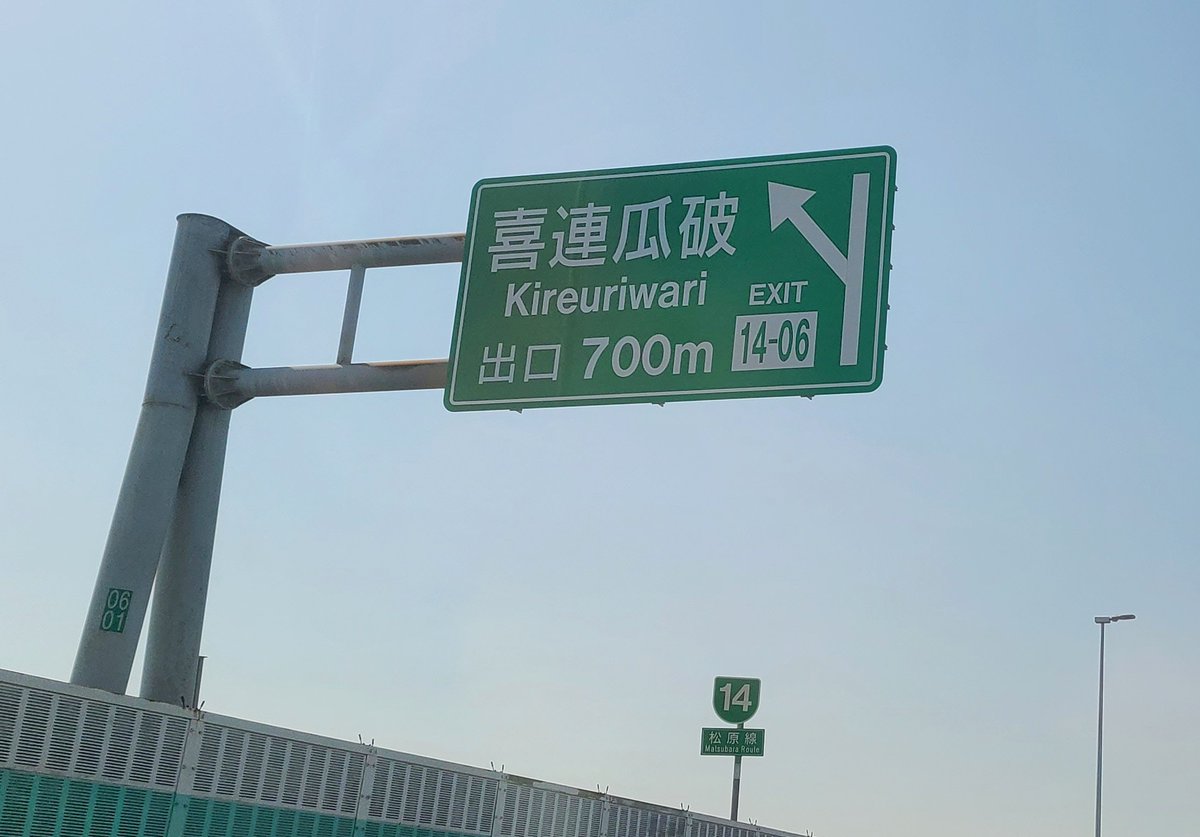 喜連瓜破
Kireuriwari
出口 700m
EXIT
14-06
06
01
14
松原線
Matsubara Route